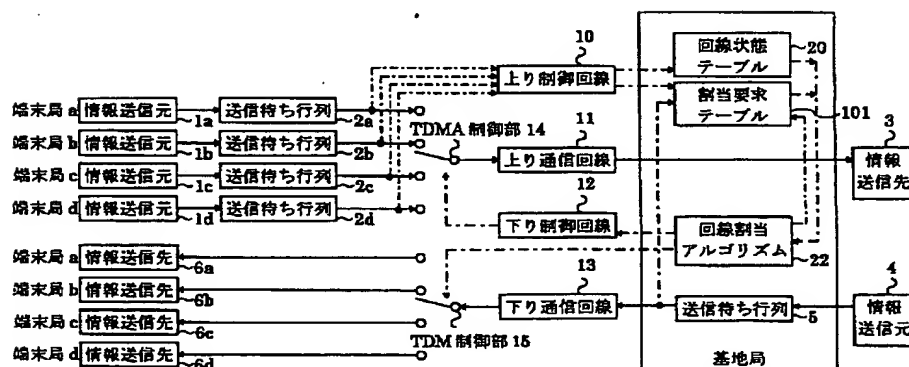 10
上り制御回線
回線状態
テーブル
20
割当要求
テーブル
101
端末局 a 情報送信元 送信待ち行列
1a 2a
TDMA 制御部 14
11
上り通信回線
3
情報
送信先
端末局 b 情報送信元 送信待ち行列
1b 2b
端末局 c 情報送信元 送信待ち行列
1c 2c
12
下り制御回線
端末局 d 情報送信元 送信待ち行列
1d 2d
回線割当
アルゴリズム
22
端末局 a 情報送信先
6a
端末局 b 情報送信先
6b
13
下り通信回線
送信待ち行列
5
4
情報
送信元
端末局 c 情報送信先
6c
TDM 制御部 15
端末局 d 情報送信先
6d
基地局